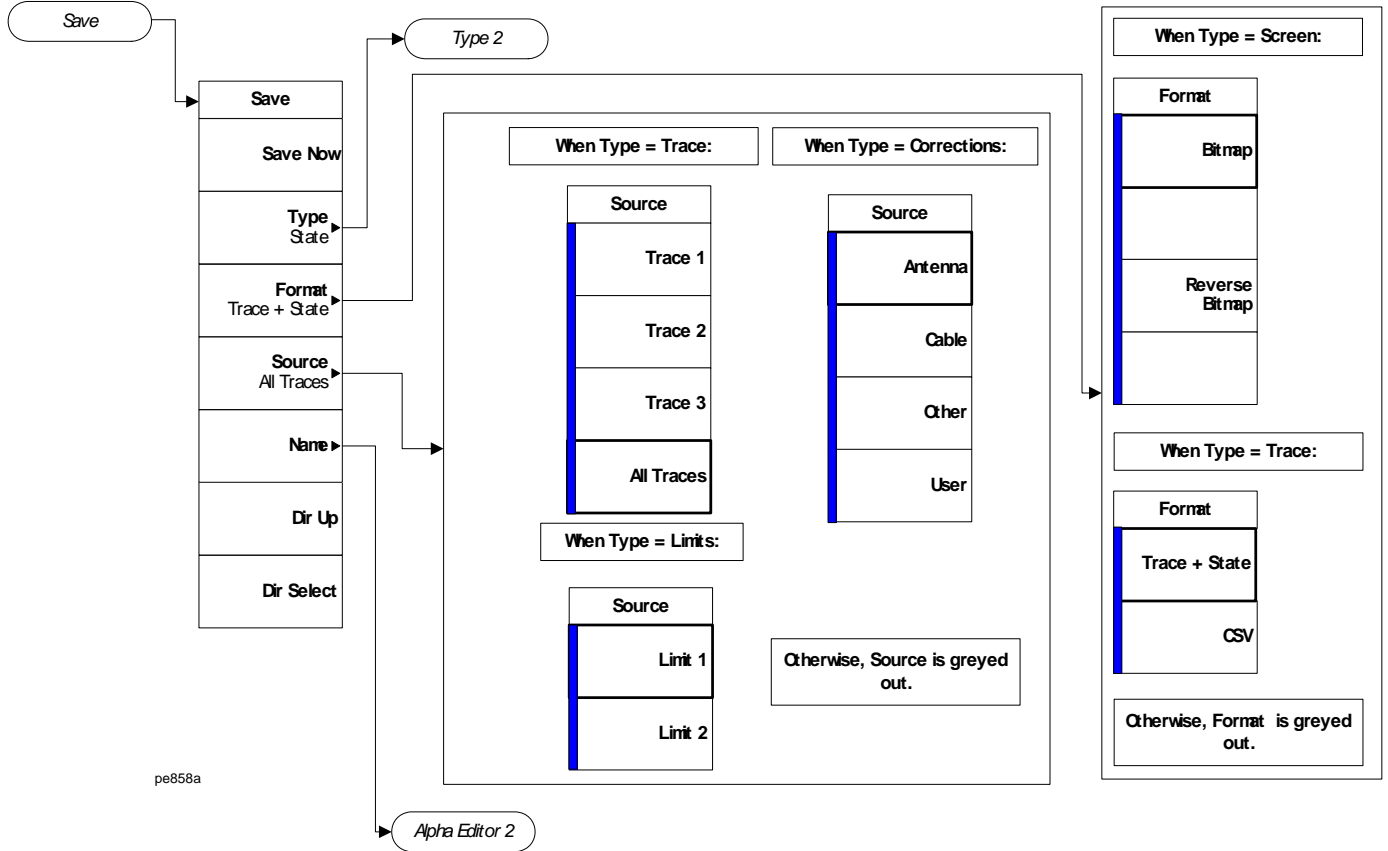 Save
Type 2
Save
Save Now
Type
State
Format
Trace + State
Source
All Traces
Name
Dir Up
Dir Select
When Type = Trace:
Source
Trace 1
Trace 2
Trace 3
All Traces
When Type = Corrections:
Source
Antenna
Cable
Other
User
When Type = Limits:
Source
Limit 1
Limit 2
Otherwise, Source is greyed
out.
When Type = Screen:
Format
Bitmap
Reverse
Bitmap
When Type = Trace:
Format
Trace + State
CSV
Otherwise, Format is greyed
out.
pe858a
Alpha Editor 2